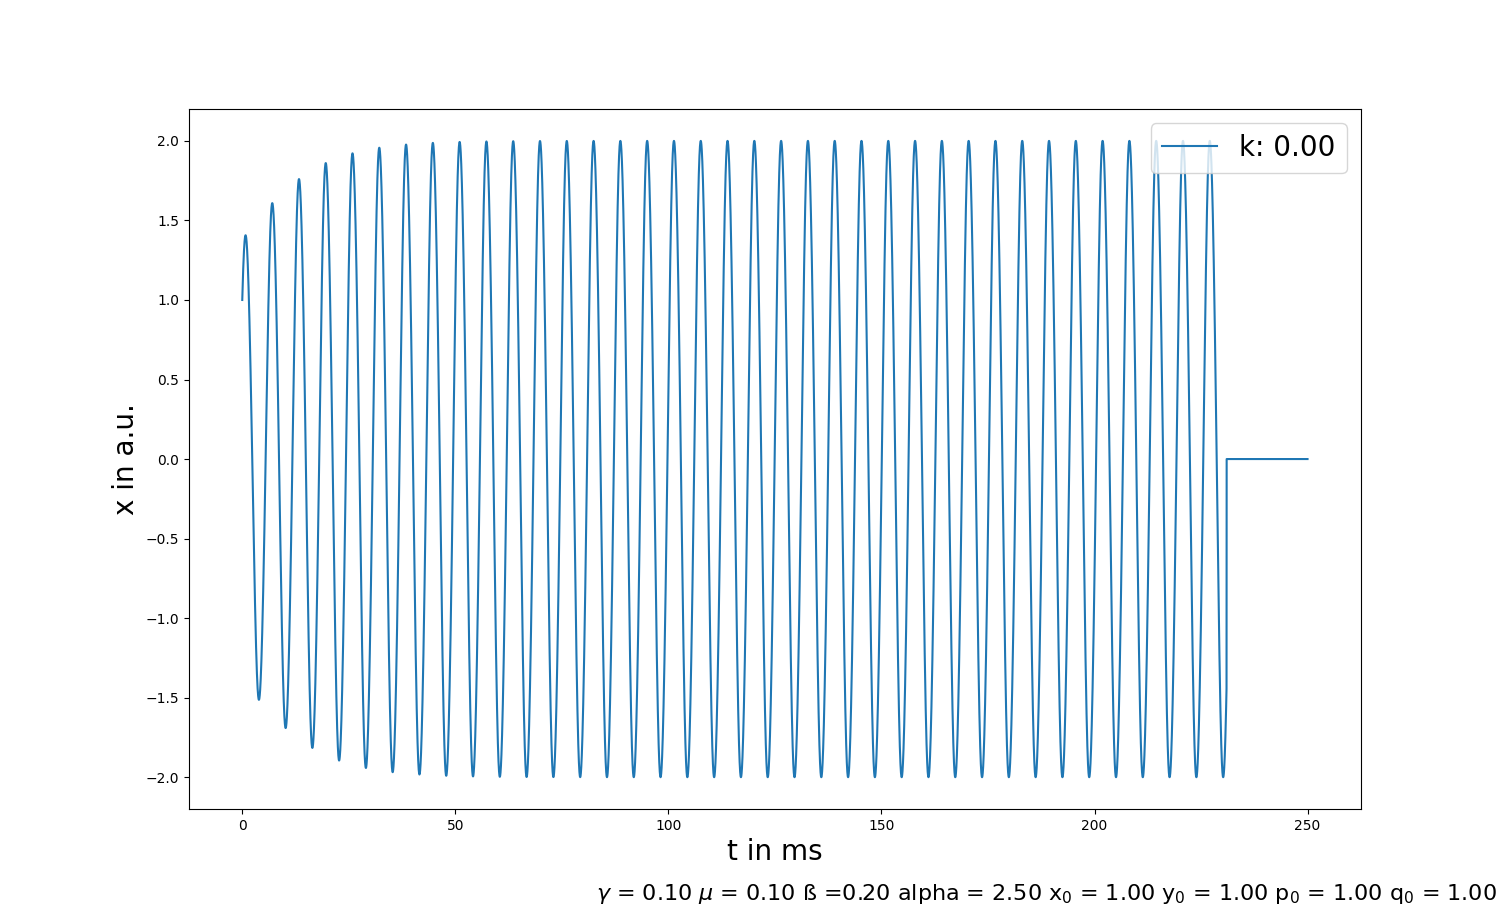 k: 0.00
2.0
1.5
1.0
0.5
0.0
−0.5
−1.0
−1.5
−2.0
x in a.u.
0 50 100 150 200 250
t in ms
γ = 0.10 μ = 0.10 ß =0.20 alpha = 2.50 x₀ = 1.00 y₀ = 1.00 p₀ = 1.00 q₀ = 1.00